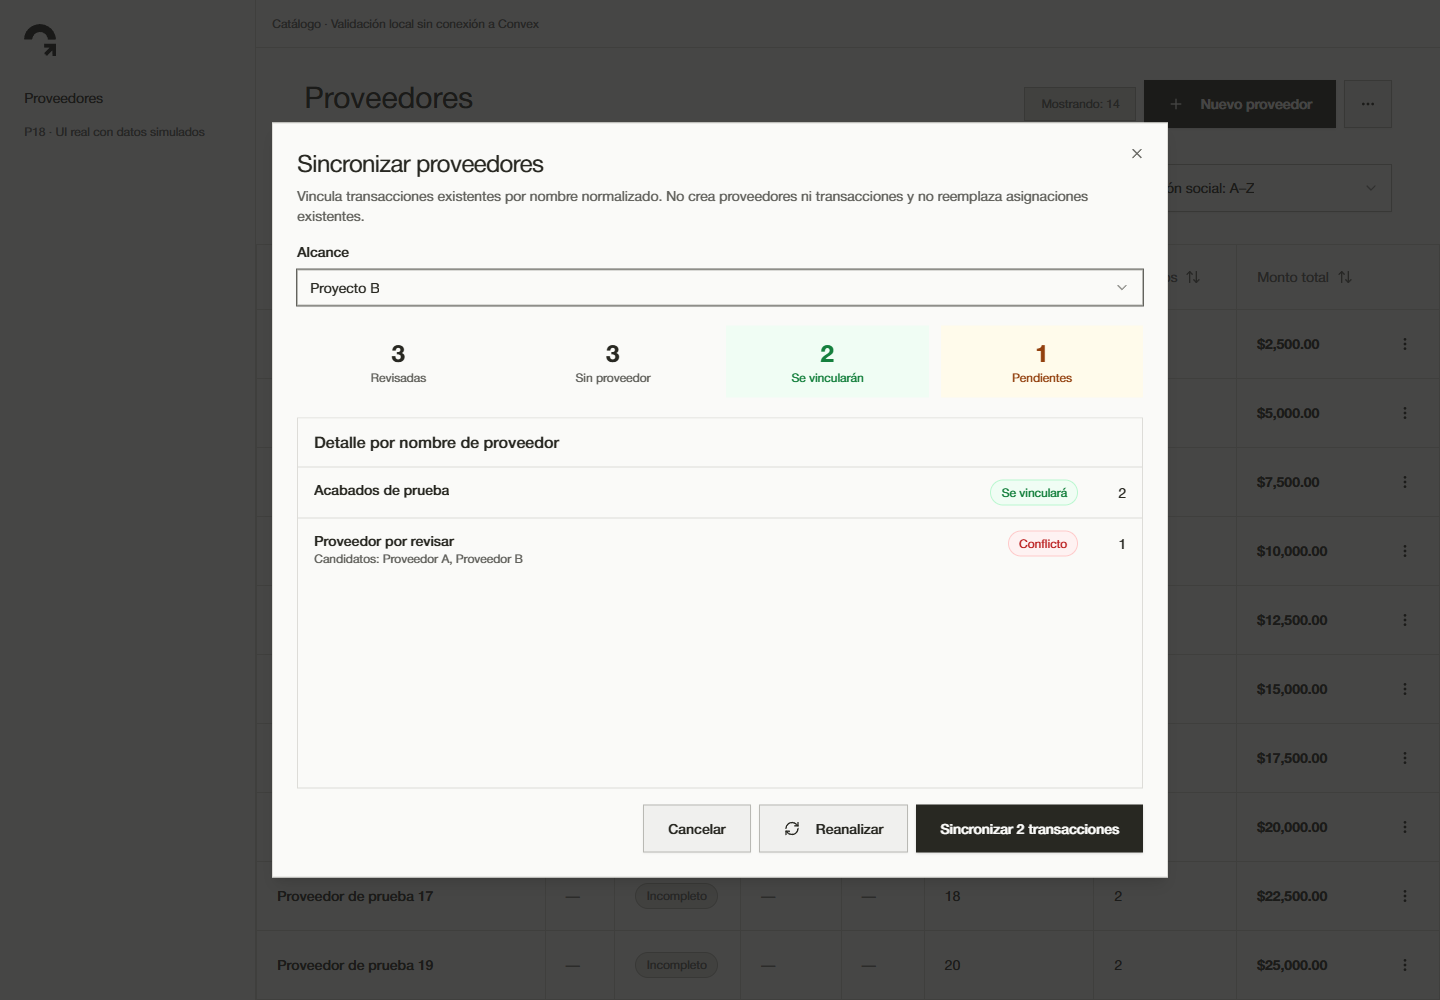 Catálogo · Validación local sin conexión a Convex
Proveedores
P18 · UI real con datos simulados
Proveedores
Mostrando: 14
Nuevo proveedor
ón social: A–Z
s
Monto total
Sincronizar proveedores
Vincula transacciones existentes por nombre normalizado. No crea proveedores ni transacciones y no reemplaza asignaciones
existentes.
Alcance
Proyecto B
3
Revisadas
3
Sin proveedor
2
Se vincularán
1
Pendientes
Detalle por nombre de proveedor
Acabados de prueba
Se vinculará
2
Proveedor por revisar
Candidatos: Proveedor A, Proveedor B
Conflicto
1
Cancelar
Reanalizar
Sincronizar 2 transacciones
$2,500.00
$5,000.00
$7,500.00
$10,000.00
$12,500.00
$15,000.00
$17,500.00
$20,000.00
Proveedor de prueba 17 — Incompleto — — 18 2 $22,500.00
Proveedor de prueba 19 — Incompleto — — 20 2 $25,000.00